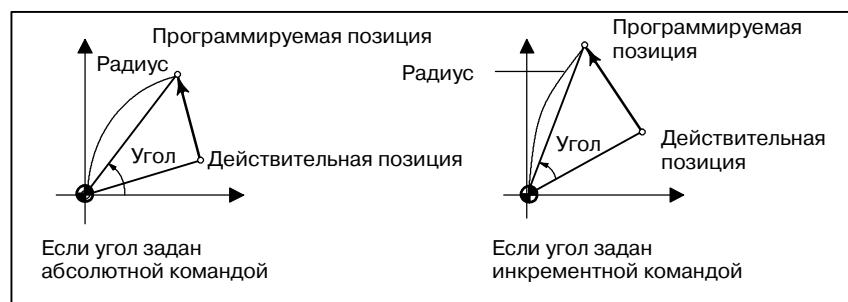 Программируемая позиция
Радиус
Угол
Действительная позиция
Если угол задан
абсолютной командой
Программируемая
позиция
Радиус
Угол
Действительная
позиция
Если угол задан
инкрементной командой